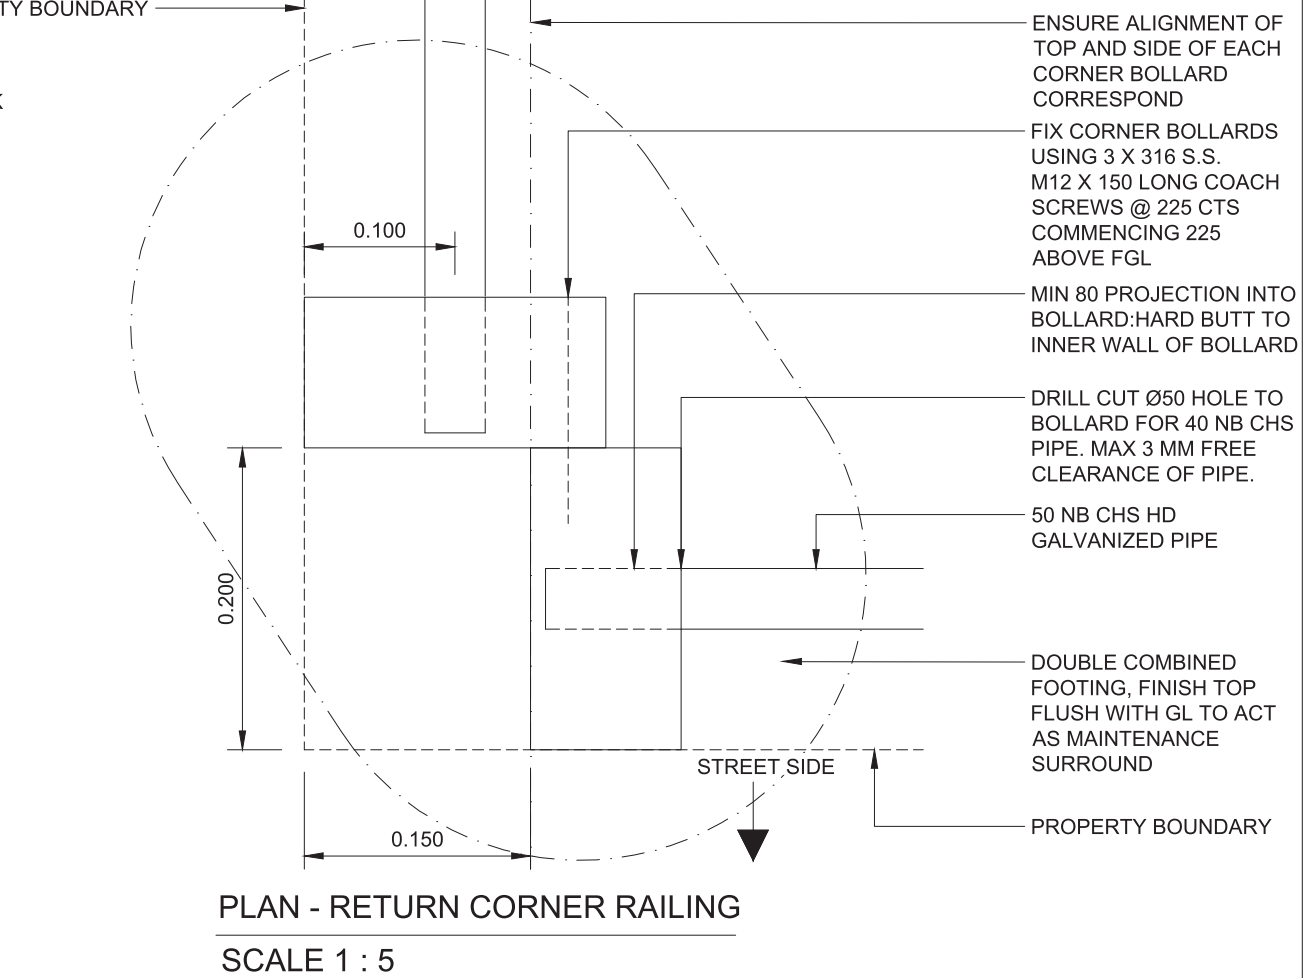 TY BOUNDARY
K
ENSURE ALIGNMENT OF
TOP AND SIDE OF EACH
CORNER BOLLARD
CORRESPOND
FIX CORNER BOLLARDS
USING 3 X 316 S.S.
M12 X 150 LONG COACH
SCREWS @ 225 CTS
COMMENCING 225
ABOVE FGL
0.100
MIN 80 PROJECTION INTO
BOLLARD:HARD BUTT TO
INNER WALL OF BOLLARD
DRILL CUT Ø50 HOLE TO
BOLLARD FOR 40 NB CHS
PIPE. MAX 3 MM FREE
CLEARANCE OF PIPE.
50 NB CHS HD
GALVANIZED PIPE
0.200
DOUBLE COMBINED
FOOTING, FINISH TOP
FLUSH WITH GL TO ACT
AS MAINTENANCE
SURROUND
STREET SIDE
PROPERTY BOUNDARY
0.150
PLAN - RETURN CORNER RAILING
SCALE 1 : 5